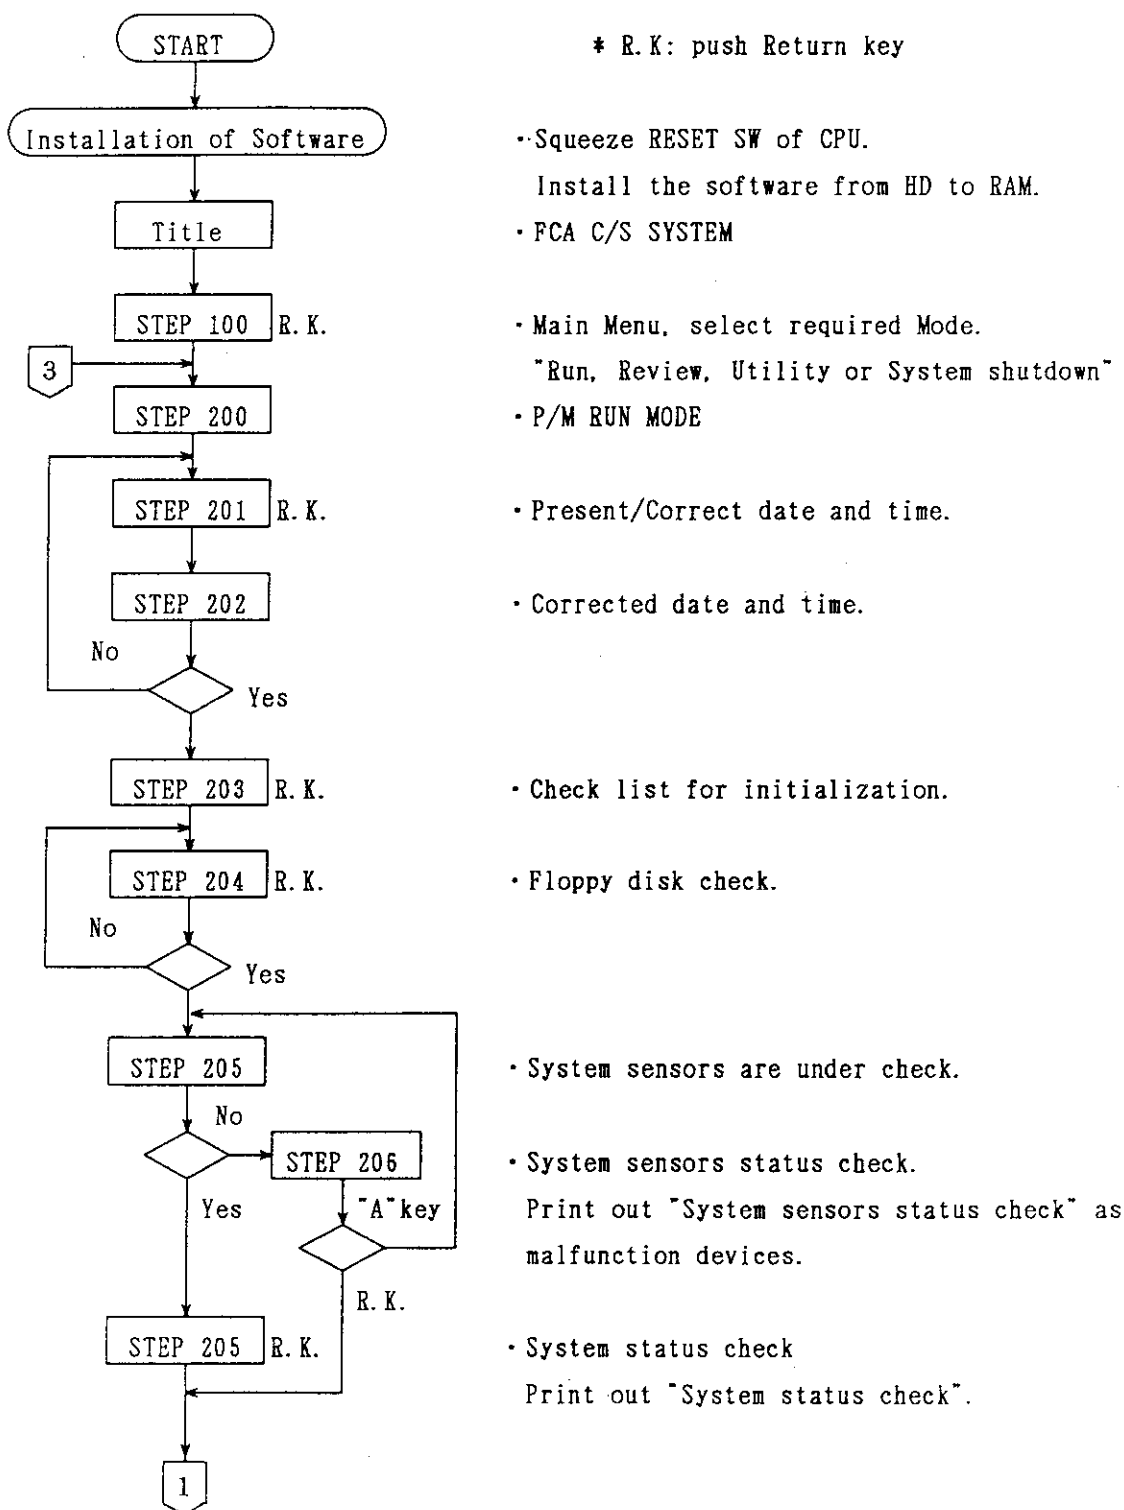 START
* R.K: push Return key
Installation of Software
・Squeeze RESET SW of CPU.
Install the software from HD to RAM.
Title
・FCA C/S SYSTEM
STEP 100 R.K.
・Main Menu, select required Mode.
3
"Run, Review, Utility or System shutdown"
STEP 200
・P/M RUN MODE
STEP 201 R.K.
・Present/Correct date and time.
STEP 202
・Corrected date and time.
No
Yes
STEP 203 R.K.
・Check list for initialization.
STEP 204 R.K.
・Floppy disk check.
No
Yes
STEP 205
・System sensors are under check.
No
STEP 206
・System sensors status check.
Yes
"A"key
Print out "System sensors status check" as
malfunction devices.
R.K.
STEP 205 R.K.
・System status check
Print out "System status check".
1